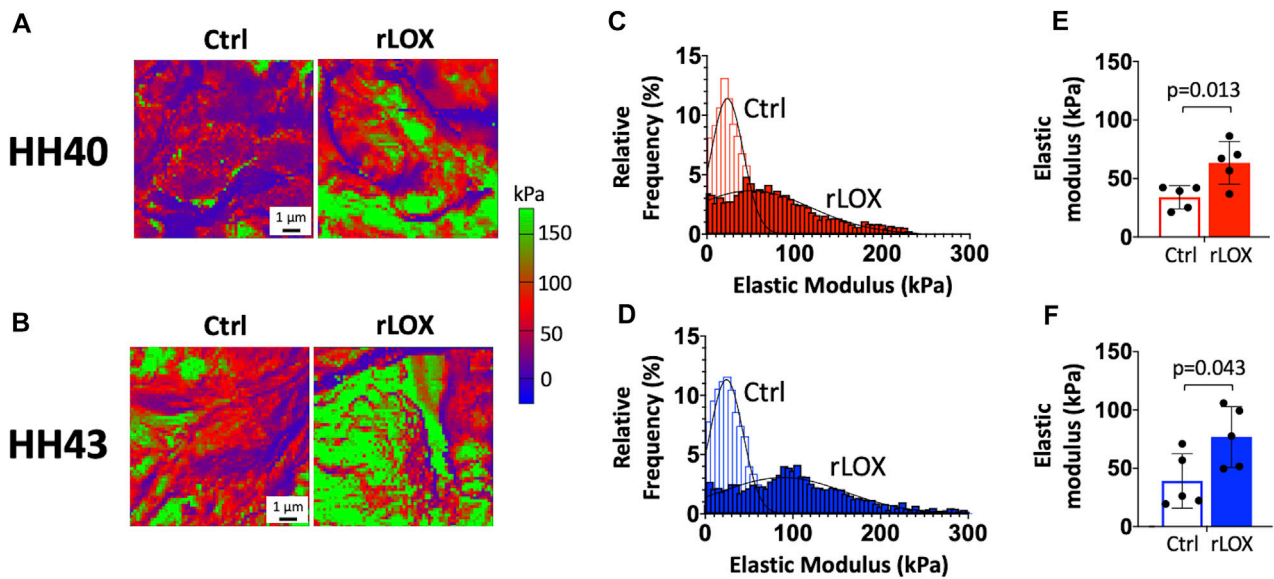 A
Ctrl
rLOX
HH40
1 µm
kPa
150
100
50
0
B
Ctrl
rLOX
HH43
1 µm
C
Relative
Frequency (%)
15
10
5
0
Ctrl
rLOX
0
100
200
300
Elastic Modulus (kPa)
D
Relative
Frequency (%)
15
10
5
0
Ctrl
rLOX
0
100
200
300
Elastic Modulus (kPa)
E
Elastic
modulus (kPa)
150
100
50
0
p=0.013
Ctrl
rLOX
F
Elastic
modulus (kPa)
150
100
50
0
p=0.043
Ctrl
rLOX